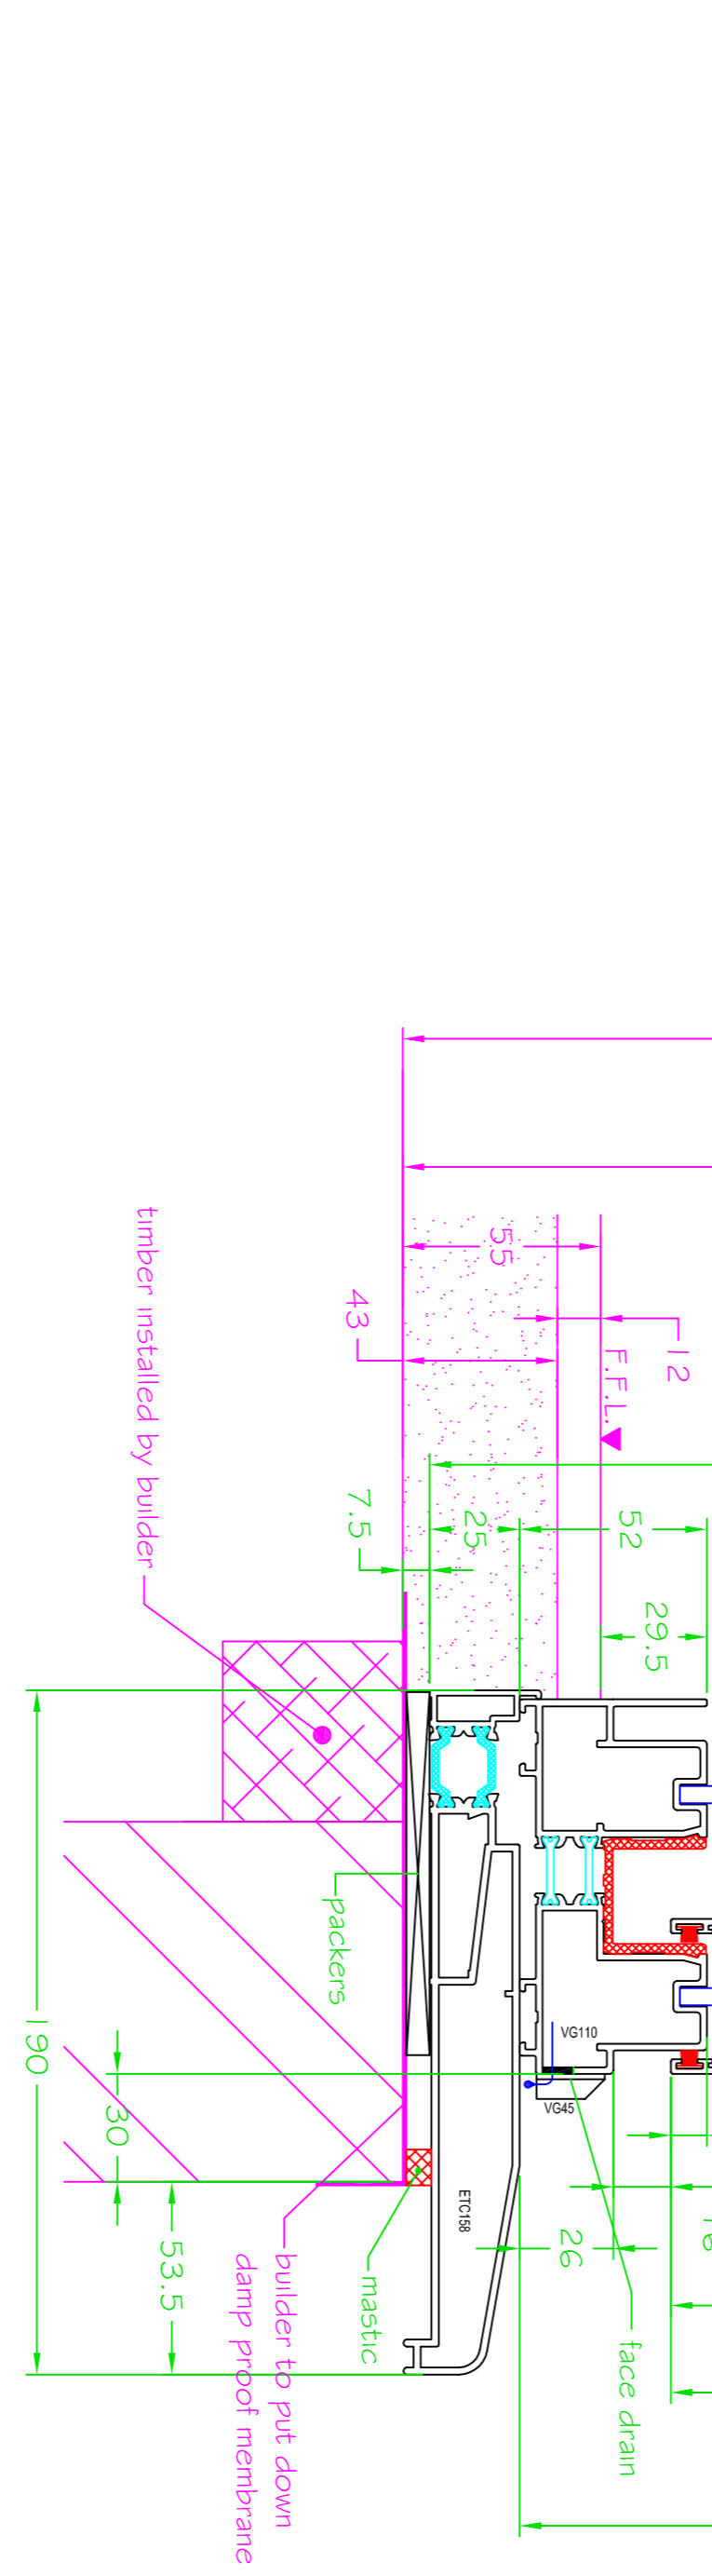 55
12
43
F.F.L.
timber installed by builder
7.5
25
52
29.5
packers
190
30
VG110
VG45
ETC158
53.5
26
mastic
face drain
builder to put down
damp proof membrane